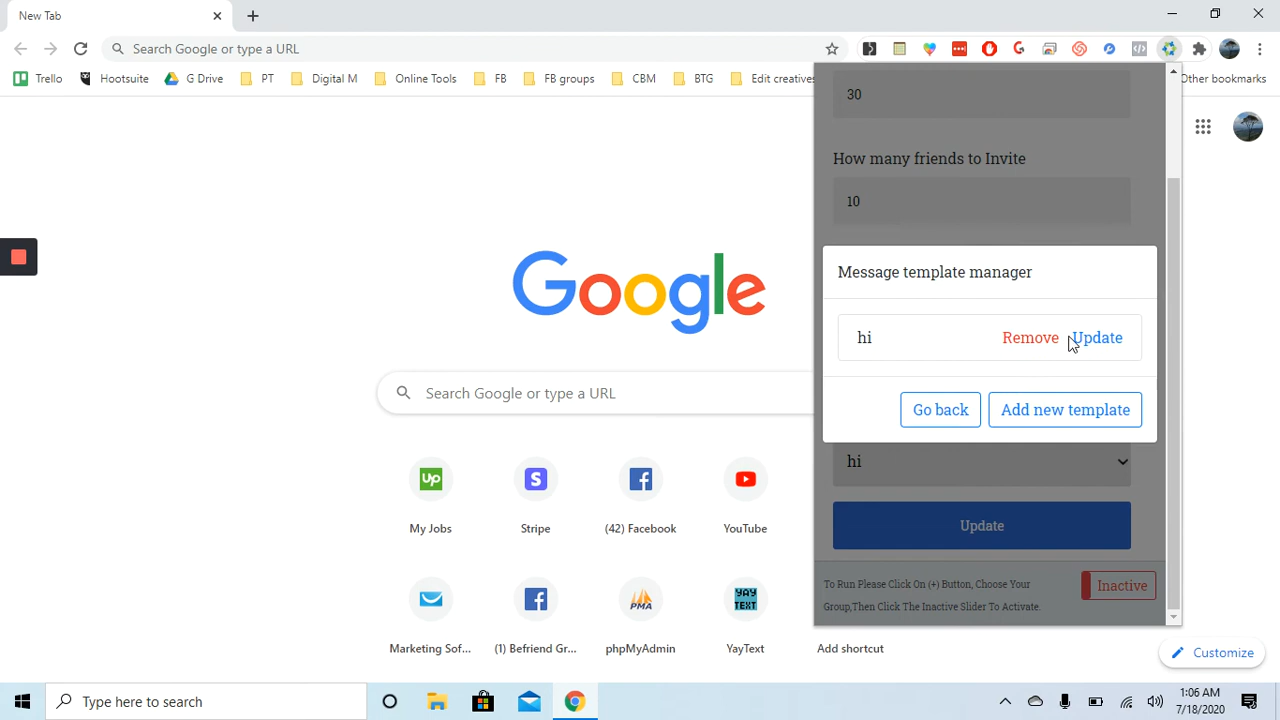 New Tab
Search Google or type a URL
Trello
Hootsuite
G Drive
PT
Digital M
Online Tools
FB
FB groups
CBM
BTG
Edit creatives
Other bookmarks
30
How many friends to Invite
10
Message template manager
hi
Remove
Update
Go back
Add new template
hi
Update
To Run Please Click On (+) Button, Choose Your
Group,Then Click The Inactive Slider To Activate.
Inactive
Google
Search Google or type a URL
Up
My Jobs
S
Stripe
(42) Facebook
YouTube
Marketing Sof...
(1) Befriend Gr...
PMA
phpMyAdmin
YAY
TEXT
YayText
Add shortcut
Customize
Type here to search
1:06 AM
7/18/2020